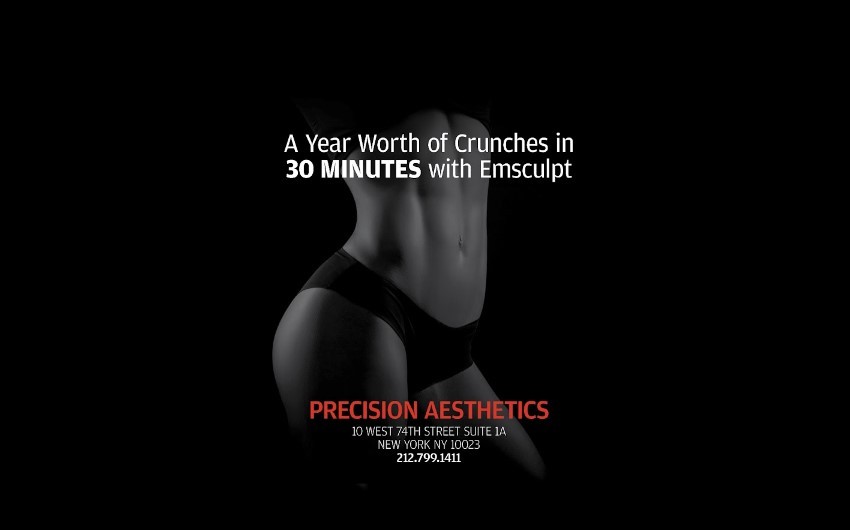 A Year Worth of Crunches in
30 MINUTES with Emsculpt
PRECISION AESTHETICS
10 WEST 74TH STREET SUITE 1A
NEW YORK NY 10023
212.799.1411